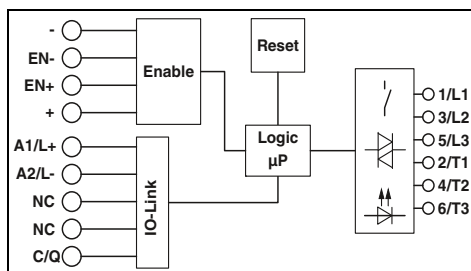 -
EN-
EN+
+
Enable
Reset
A1/L+
A2/L-
NC
NC
C/Q
IO-Link
Logic
µP
1/L1
3/L2
5/L3
2/T1
4/T2
6/T3